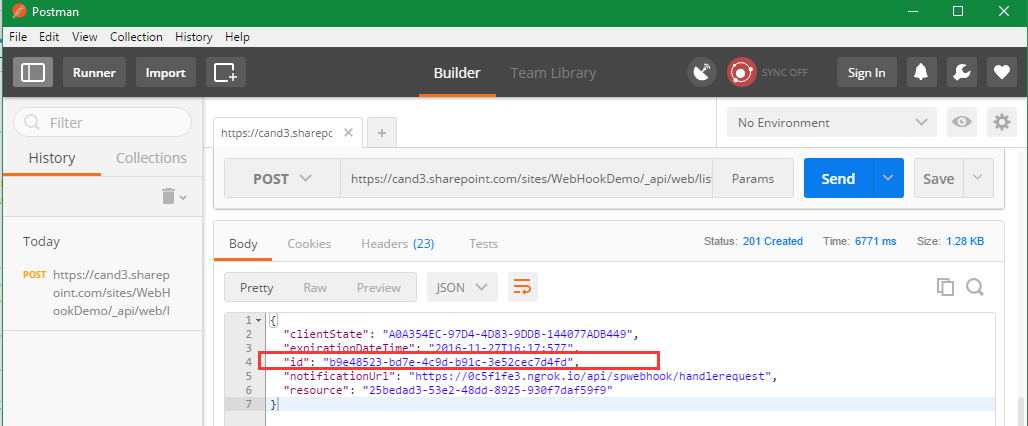 Postman
File Edit View Collection History Help
Runner Import Builder Team Library SYNC OFF Sign In
Filter
History Collections
Today
POST https://cand3.sharep
oint.com/sites/WebH
ookDemo/_api/web/l
https://cand3.sharepc
No Environment
POST https://cand3.sharepoint.com/sites/WebHookDemo/_api/web/list Params Send Save
Body Cookies Headers (23) Tests Status: 201 Created Time: 6771 ms Size: 1.28 KB
Pretty Raw Preview JSON
1 {
2 "clientState": "A0A354EC-97D4-4D83-9DDB-144077ADB449",
3 "expirationDateTime": "2016-11-27T16:17:57Z",
4 "id": "b9e48523-bd7e-4c9d-b91c-3e52cec7d4fd",
5 "notificationUrl": "https://0c5f1fe3.ngrok.io/api/spwebhook/handlerequest",
6 "resource": "25bedad3-53e2-48dd-8925-930f7daf59f9"
7 }